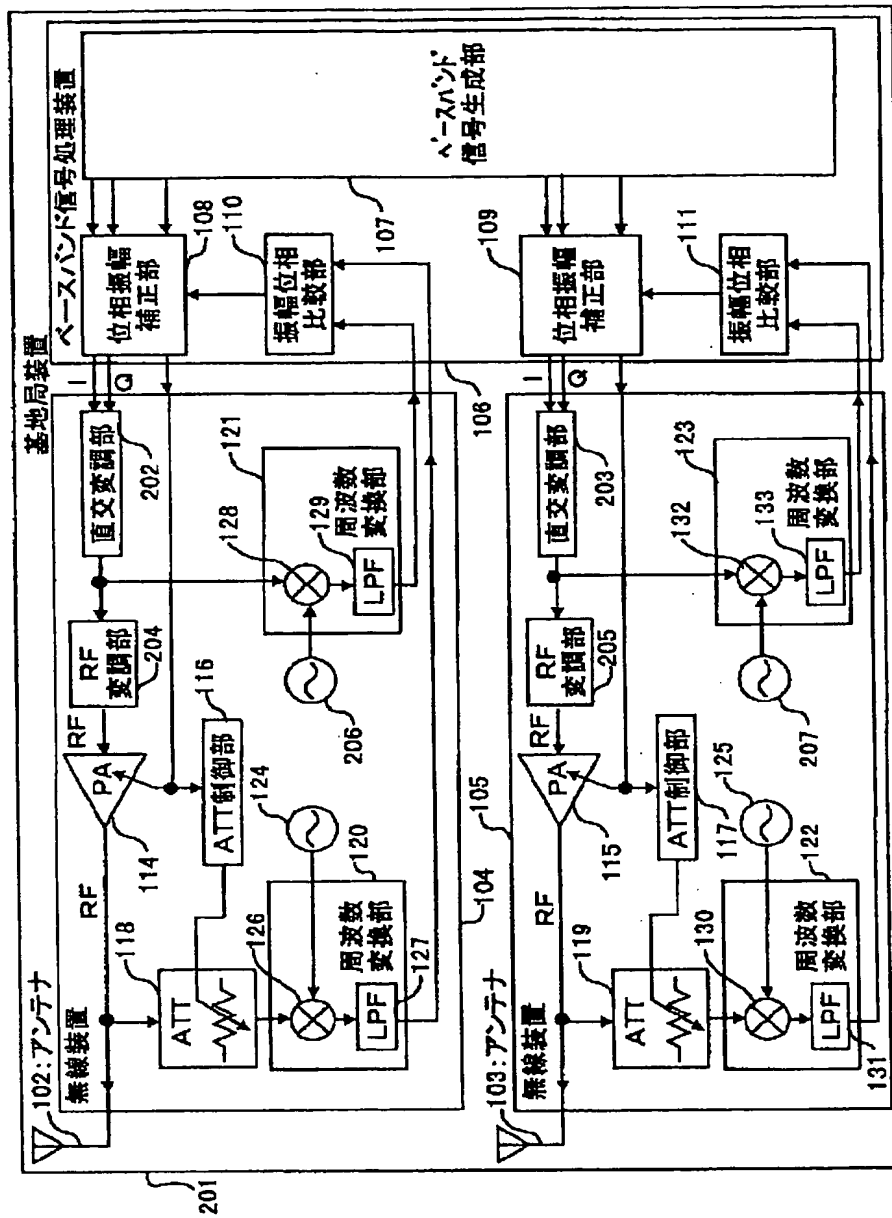 基地局装置
ベースバンド信号処理装置
201
102:アンテナ
無線装置
RF
PA
114
RF
RF
変調部
204
直交変調部
202
I
Q
位相振幅
補正部
108
振幅位相
比較部
110
107
ベースバンド
信号生成部
118
ATT
ATT制御部
116
124
206
120
126
周波数
変換部
LPF
127
121
128
周波数
変換部
129
LPF
104
106
103:アンテナ
無線装置
105
RF
PA
115
RF
RF
変調部
205
直交変調部
203
I
Q
位相振幅
補正部
109
振幅位相
比較部
111
119
ATT
ATT制御部
117
125
207
122
130
周波数
変換部
LPF
131
123
132
周波数
変換部
133
LPF